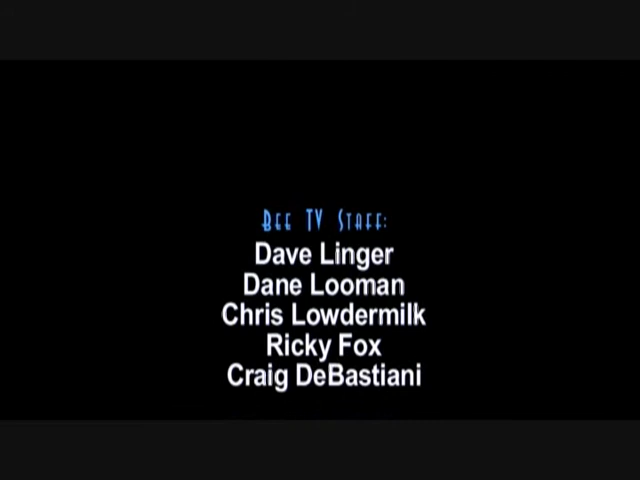 Bee TV Staff:
Dave Linger
Dane Looman
Chris Lowdermilk
Ricky Fox
Craig DeBastiani